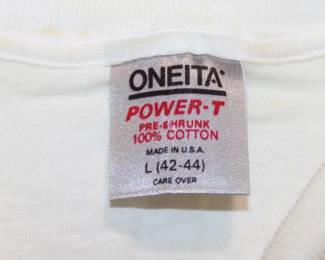 ONEITA
POWER-T
PRE-SHRUNK
100% COTTON
MADE IN U.S.A.
L (42-44)
CARE OVER